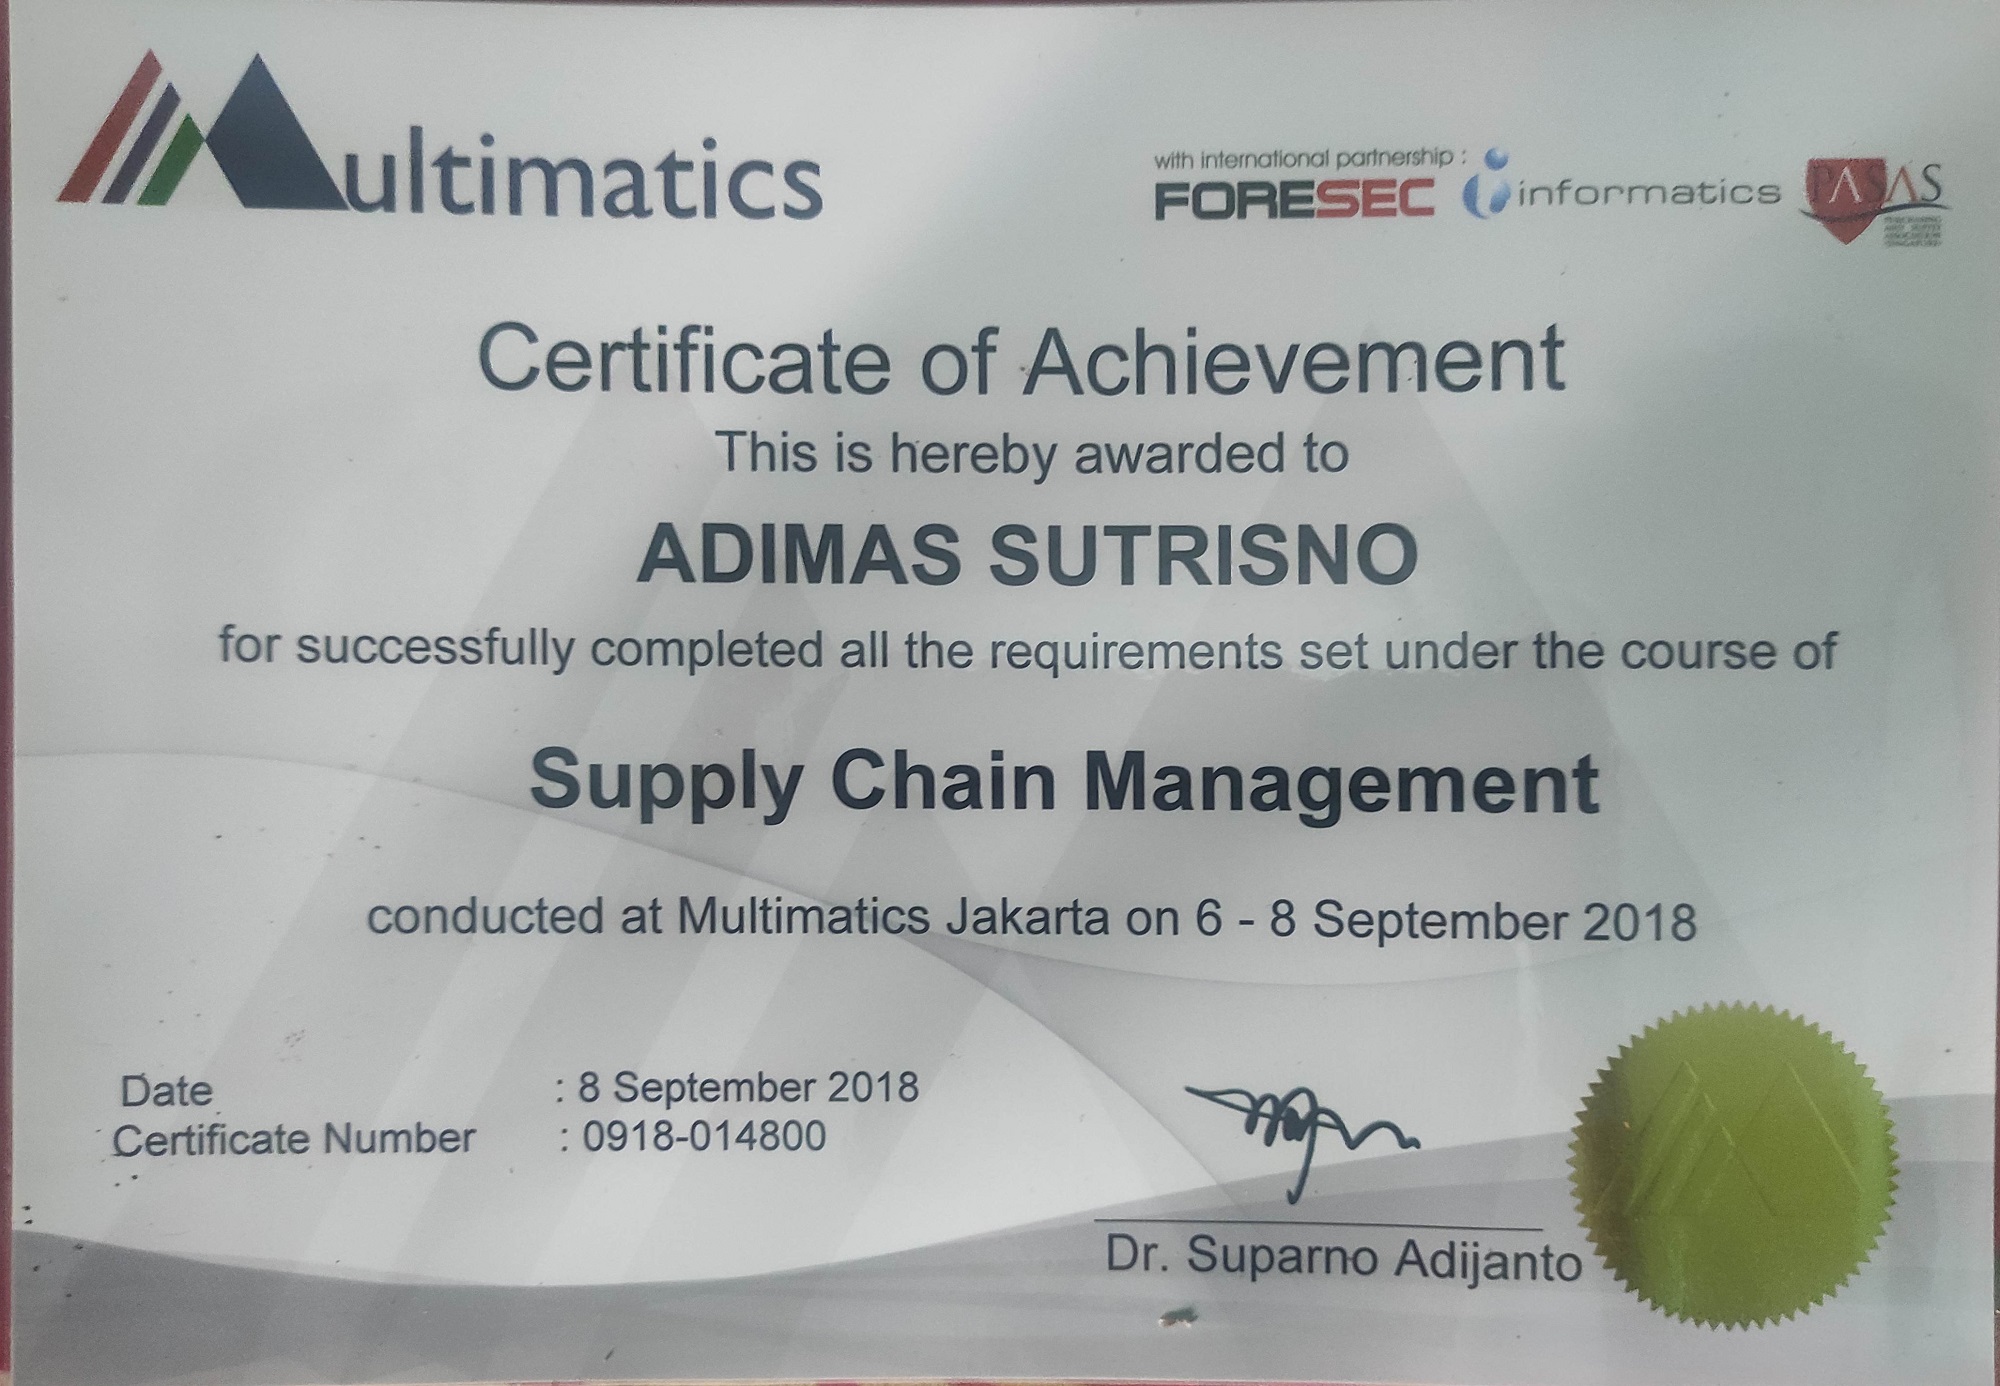 Multimatics
with international partnership :
FORESEC informatics PASAS
Certificate of Achievement
This is hereby awarded to
ADIMAS SUTRISNO
for successfully completed all the requirements set under the course of
Supply Chain Management
conducted at Multimatics Jakarta on 6 - 8 September 2018
Date : 8 September 2018
Certificate Number : 0918-014800
Dr. Suparno Adijanto